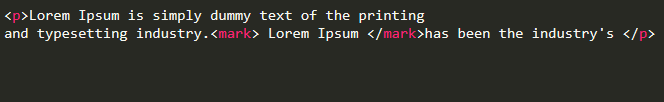 <p>Lorem Ipsum is simply dummy text of the printing
and typesetting industry.<mark> Lorem Ipsum </mark>has been the industry's </p>